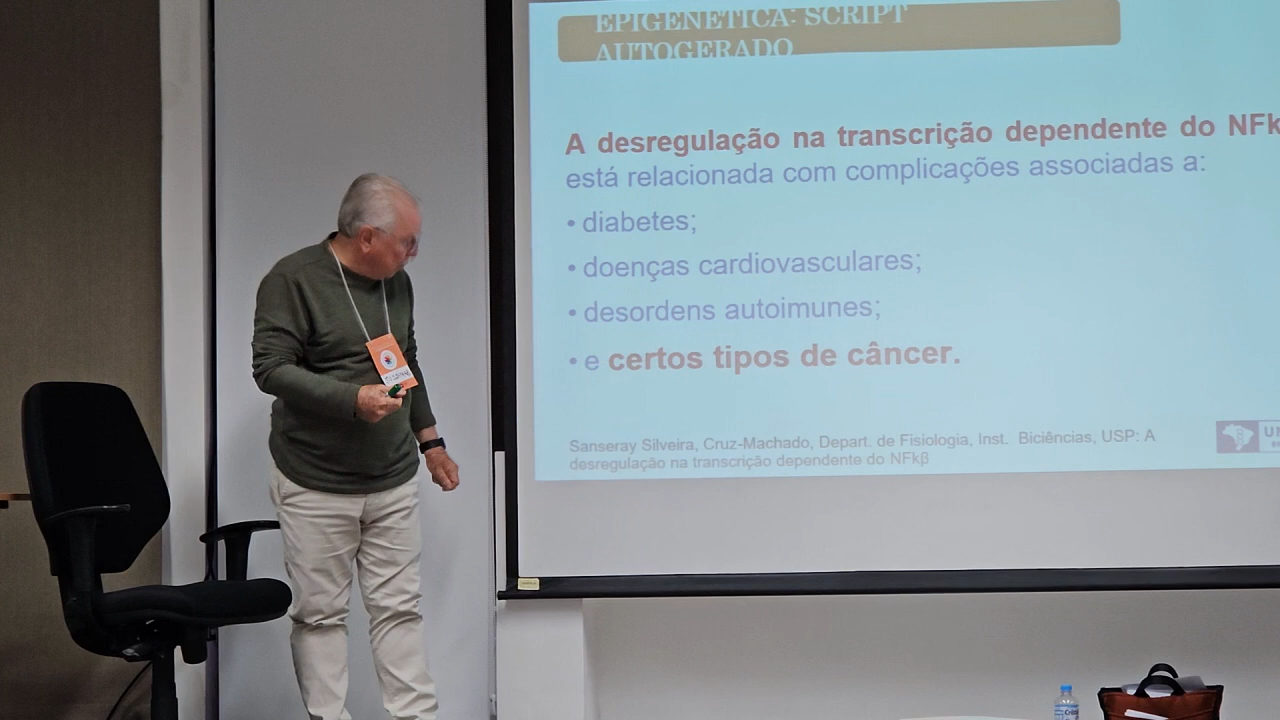 EPIGENÉTICA: SCRIPT
AUTOGERADO
A desregulação na transcrição dependente do NFk
está relacionada com complicações associadas a:
• diabetes;
• doenças cardiovasculares;
• desordens autoimunes;
• e certos tipos de câncer.
Sanseray Silveira, Cruz-Machado, Depart. de Fisiologia, Inst. Biciências, USP: A
desregulação na transcrição dependente do NFkβ